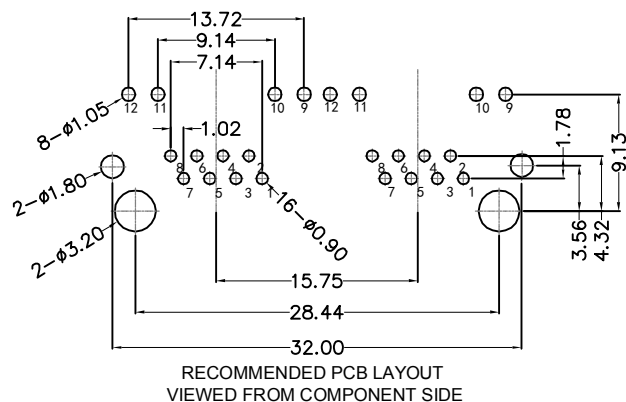 13.72
9.14
7.14
12 11 10 9 12 11 10 9
8-ø1.05
1.02
1.78
9.13
8 6 4 2 8 6 4 2
7 5 3 1 7 5 3 1
2-ø1.80
16-ø0.90
2-ø3.20
3.56
4.32
15.75
28.44
32.00
RECOMMENDED PCB LAYOUT
VIEWED FROM COMPONENT SIDE